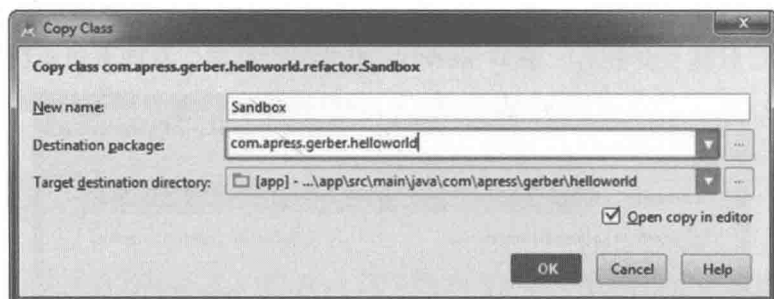 Copy Class
Copy class com.apress.gerber.helloworld.refactor.Sandbox
New name: Sandbox
Destination package: com.apress.gerber.helloworld
Target destination directory: [app] - ...\app\src\main\java\com\apress\gerber\helloworld
Open copy in editor
OK Cancel Help